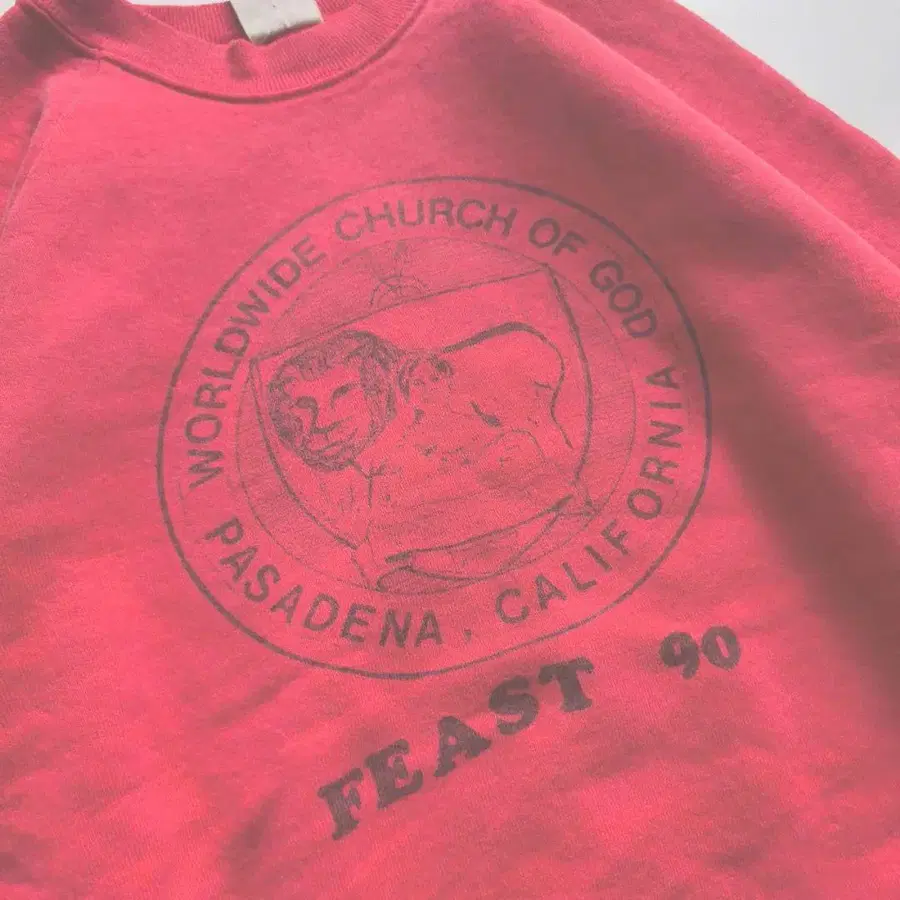 WORLDWIDE CHURCH OF GOD
PASADENA, CALIFORNIA
FEAST 90